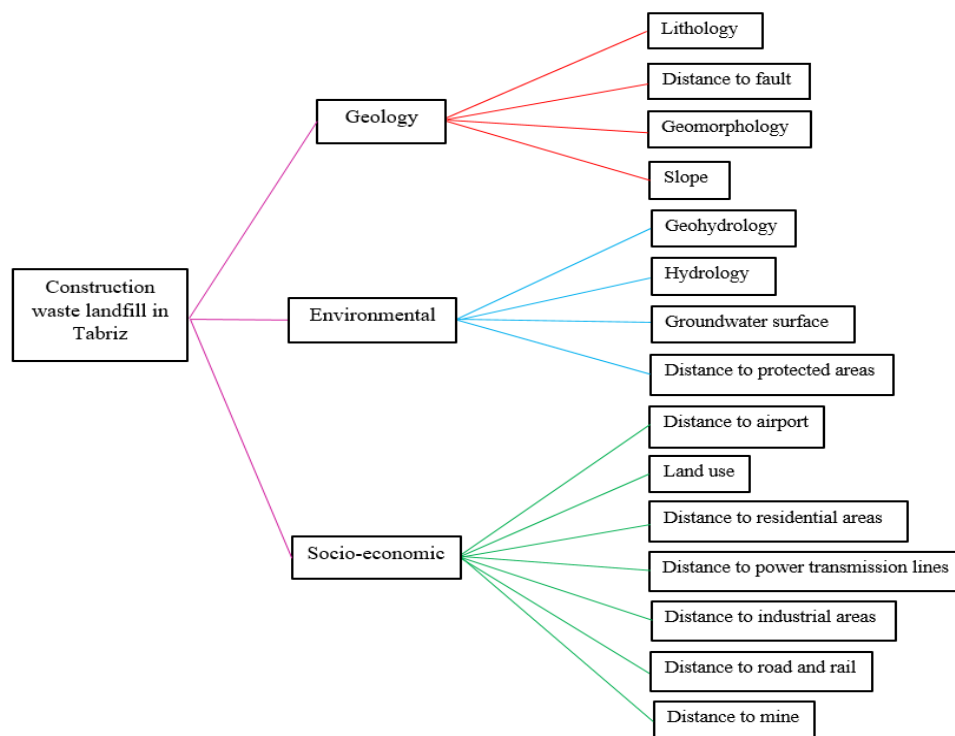 Construction
waste landfill in
Tabriz
Geology
Lithology
Distance to fault
Geomorphology
Slope
Environmental
Geohydrology
Hydrology
Groundwater surface
Distance to protected areas
Socio-economic
Distance to airport
Land use
Distance to residential areas
Distance to power transmission lines
Distance to industrial areas
Distance to road and rail
Distance to mine